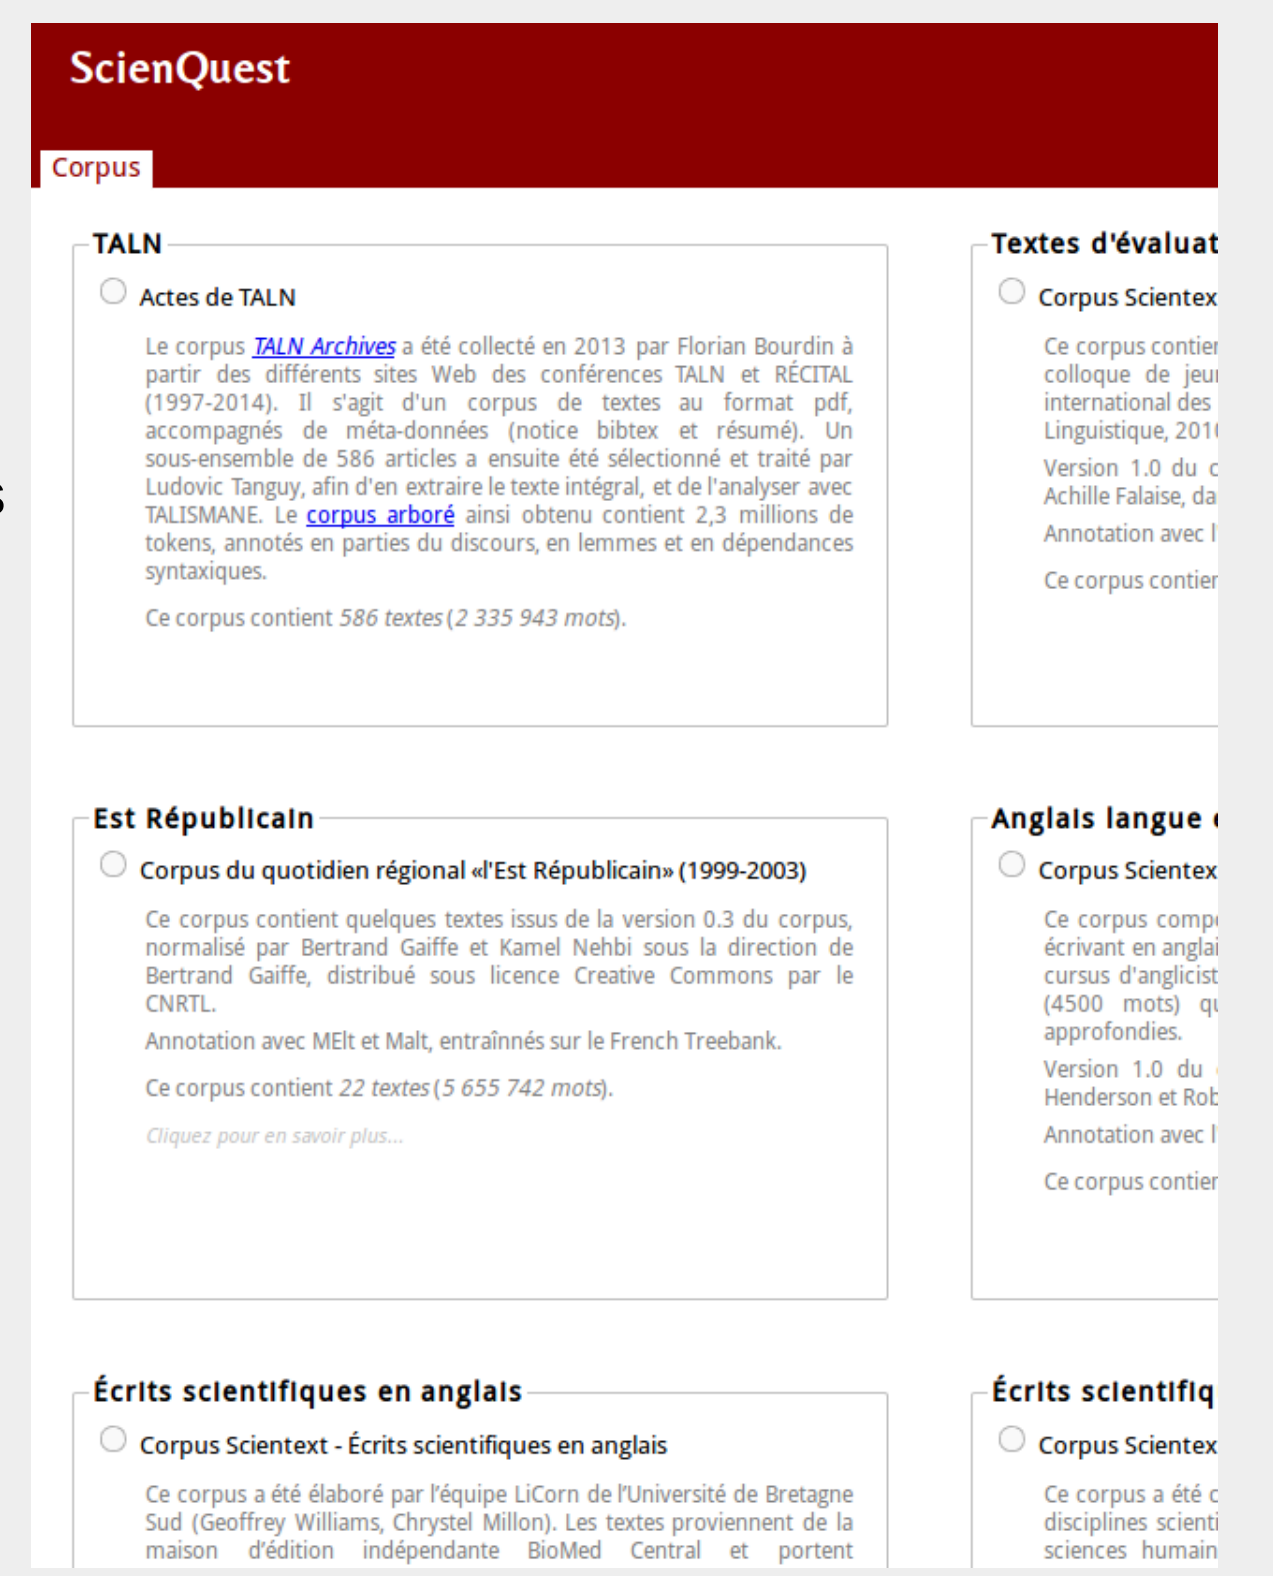 ScienQuest
Corpus
TALN
Actes de TALN
Le corpus TALN Archives a été collecté en 2013 par Florian Bourdin à
partir des différents sites Web des conférences TALN et RÉCITAL
(1997-2014). Il s'agit d'un corpus de textes au format pdf,
accompagnés de méta-données (notice bibtex et résumé). Un
sous-ensemble de 586 articles a ensuite été sélectionné et traité par
Ludovic Tanguy, afin d'en extraire le texte intégral, et de l'analyser avec
TALISMANE. Le corpus arboré ainsi obtenu contient 2,3 millions de
tokens, annotés en parties du discours, en lemmes et en dépendances
syntaxiques.
Ce corpus contient 586 textes (2 335 943 mots).
Textes d'évaluat
Corpus Scientex
Ce corpus contien
colloque de jeu
international des
Linguistique, 201
Version 1.0 du c
Achille Falaise, da
Annotation avec l'
Ce corpus contien
Est Républicain
Corpus du quotidien régional «l'Est Républicain» (1999-2003)
Ce corpus contient quelques textes issus de la version 0.3 du corpus,
normalisé par Bertrand Gaiffe et Kamel Nehbi sous la direction de
Bertrand Gaiffe, distribué sous licence Creative Commons par le
CNRTL.
Annotation avec MElt et Malt, entraînnés sur le French Treebank.
Ce corpus contient 22 textes (5 655 742 mots).
Cliquez pour en savoir plus...
Anglais langue
Corpus Scientex
Ce corpus comp
écrivant en anglai
cursus d'anglicist
(4500 mots) qu
approfondies.
Version 1.0 du
Henderson et Rob
Annotation avec l'
Ce corpus contien
Écrits scientifiques en anglais
Corpus Scientext - Écrits scientifiques en anglais
Ce corpus a été élaboré par l'équipe LiCorn de l'Université de Bretagne
Sud (Geoffrey Williams, Chrystel Millon). Les textes proviennent de la
maison d'édition indépendante BioMed Central et portent
Écrits scientifiq
Corpus Scientex
Ce corpus a été c
disciplines scienti
sciences humain